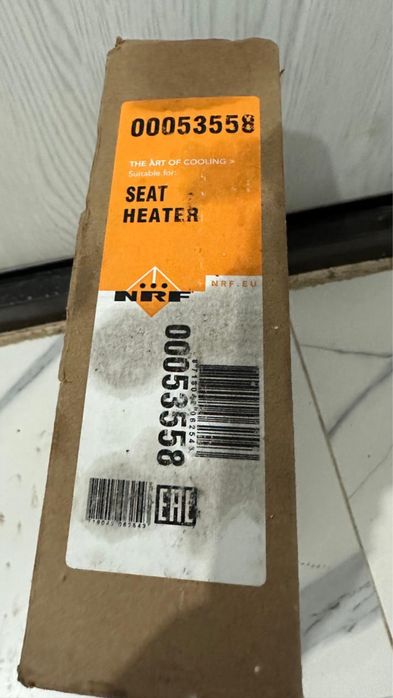 00053558
THE ART OF COOLING >
Suitable for:
SEAT
HEATER
NRF
NRF.EU
00053558
EAC